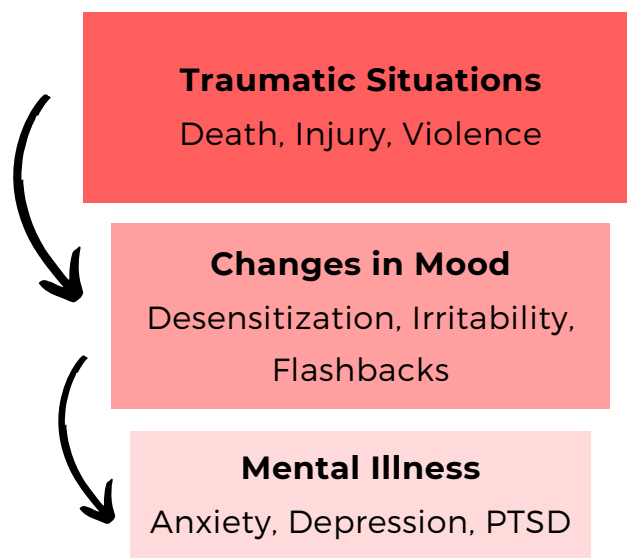 Traumatic Situations
Death, Injury, Violence
Changes in Mood
Desensitization, Irritability,
Flashbacks
Mental Illness
Anxiety, Depression, PTSD